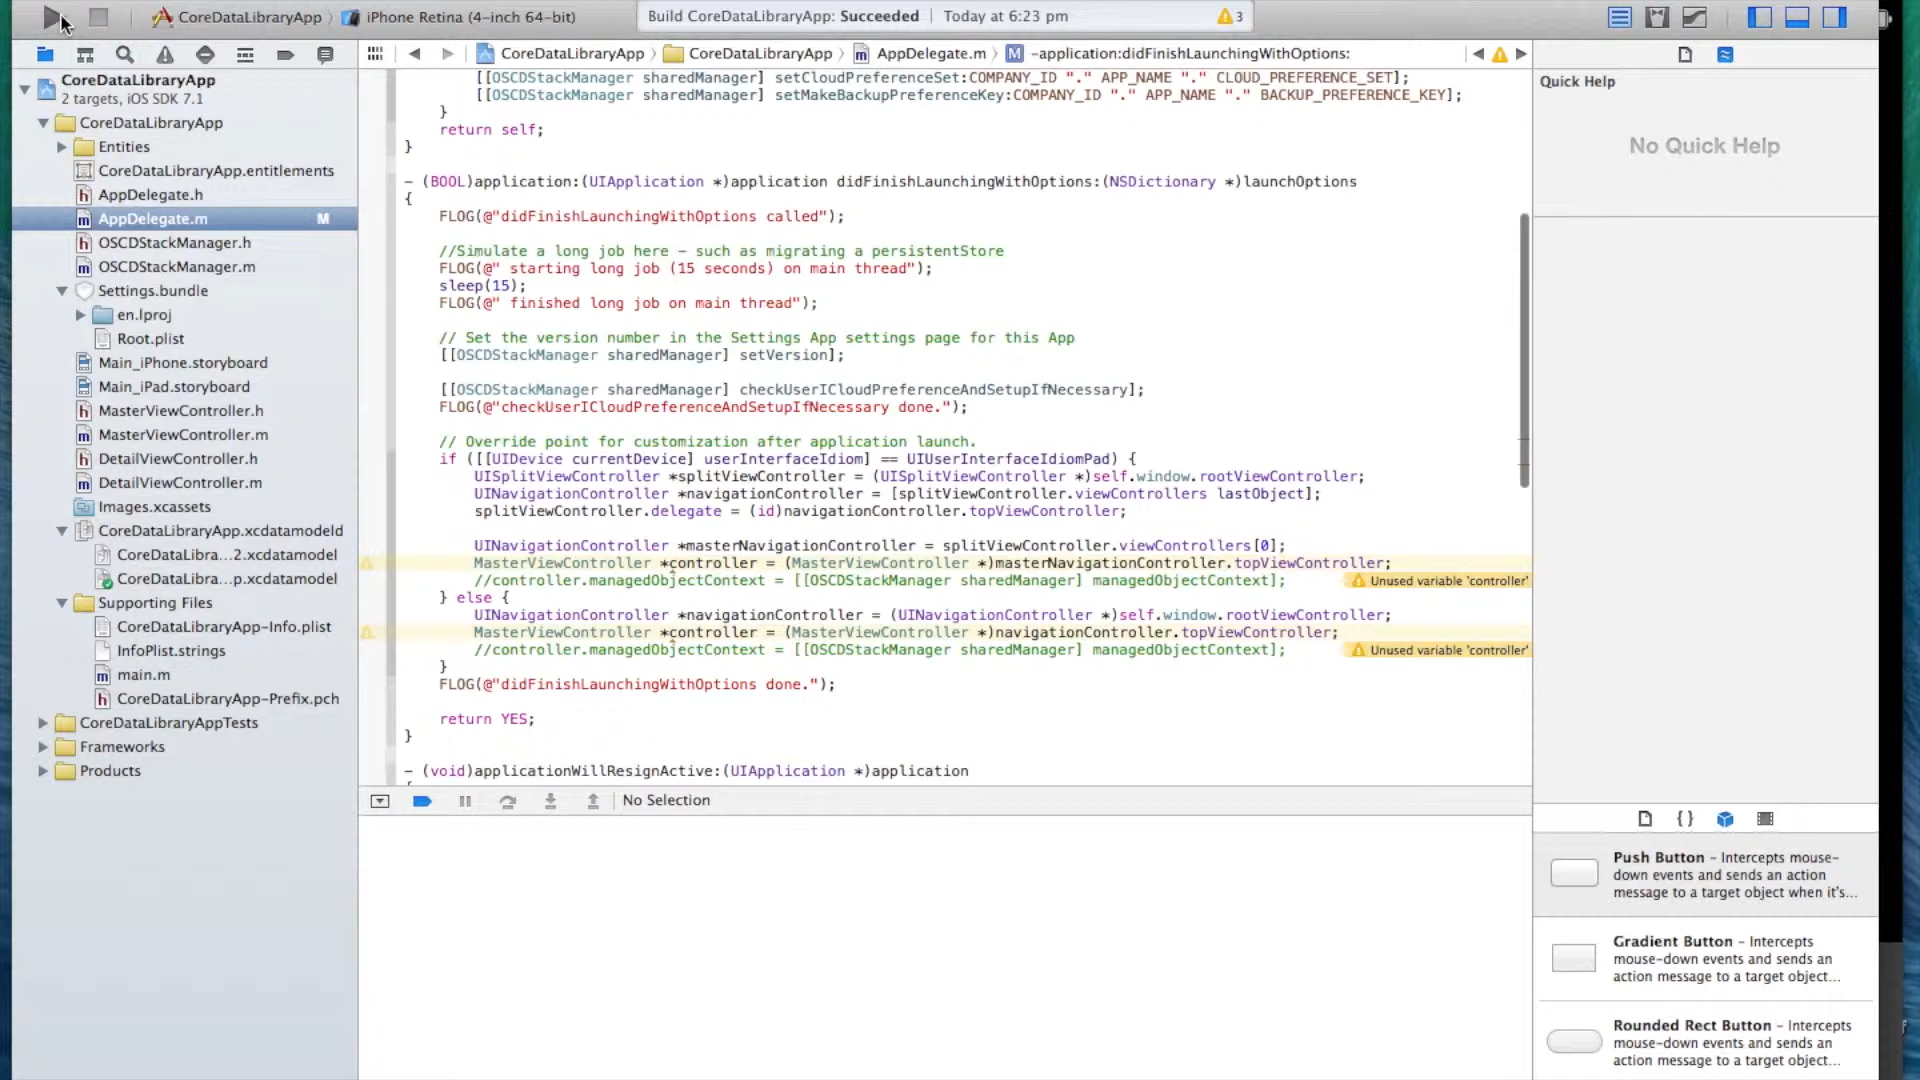 CoreDataLibraryApp
iPhone Retina (4-inch 64-bit)
Build CoreDataLibraryApp: Succeeded
Today at 6:23 pm
3
CoreDataLibraryApp
2 targets, iOS SDK 7.1
CoreDataLibraryApp
Entities
CoreDataLibraryApp.entitlements
AppDelegate.h
AppDelegate.m M
OSCDStackManager.h
OSCDStackManager.m
Settings.bundle
en.lproj
Root.plist
Main_iPhone.storyboard
Main_iPad.storyboard
MasterViewController.h
MasterViewController.m
DetailViewController.h
DetailViewController.m
Images.xcassets
CoreDataLibraryApp.xcdatamodeld
CoreDataLibra...2.xcdatamodel
CoreDataLibra...p.xcdatamodel
Supporting Files
CoreDataLibraryApp-Info.plist
InfoPlist.strings
main.m
CoreDataLibraryApp-Prefix.pch
CoreDataLibraryAppTests
Frameworks
Products
CoreDataLibraryApp
CoreDataLibraryApp
AppDelegate.m
-application:didFinishLaunchingWithOptions:
[[OSCDStackManager sharedManager] setCloudPreferenceSet:COMPANY_ID "." APP_NAME "." CLOUD_PREFERENCE_SET];
[[OSCDStackManager sharedManager] setMakeBackupPreferenceKey:COMPANY_ID "." APP_NAME "." BACKUP_PREFERENCE_KEY];
}
return self;
}
- (BOOL)application:(UIApplication *)application didFinishLaunchingWithOptions:(NSDictionary *)launchOptions
{
FLOG(@"didFinishLaunchingWithOptions called");
//Simulate a long job here - such as migrating a persistentStore
FLOG(@" starting long job (15 seconds) on main thread");
sleep(15);
FLOG(@" finished long job on main thread");
// Set the version number in the Settings App settings page for this App
[[OSCDStackManager sharedManager] setVersion];
[[OSCDStackManager sharedManager] checkUserICloudPreferenceAndSetupIfNecessary];
FLOG(@"checkUserICloudPreferenceAndSetupIfNecessary done.");
// Override point for customization after application launch.
if ([[UIDevice currentDevice] userInterfaceIdiom] == UIUserInterfaceIdiomPad) {
UISplitViewController *splitViewController = (UISplitViewController *)self.window.rootViewController;
UINavigationController *navigationController = [splitViewController.viewControllers lastObject];
splitViewController.delegate = (id)navigationController.topViewController;
UINavigationController *masterNavigationController = splitViewController.viewControllers[0];
MasterViewController *controller = (MasterViewController *)masterNavigationController.topViewController;
//controller.managedObjectContext = [[OSCDStackManager sharedManager] managedObjectContext];
Unused variable 'controller'
} else {
UINavigationController *navigationController = (UINavigationController *)self.window.rootViewController;
MasterViewController *controller = (MasterViewController *)navigationController.topViewController;
//controller.managedObjectContext = [[OSCDStackManager sharedManager] managedObjectContext];
Unused variable 'controller'
}
FLOG(@"didFinishLaunchingWithOptions done.");
return YES;
}
- (void)applicationWillResignActive:(UIApplication *)application
No Selection
Quick Help
No Quick Help
Push Button - Intercepts mouse-
down events and sends an action
message to a target object when it's...
Gradient Button - Intercepts
mouse-down events and sends an
action message to a target object...
Rounded Rect Button - Intercepts
mouse-down events and sends an
action message to a target object...